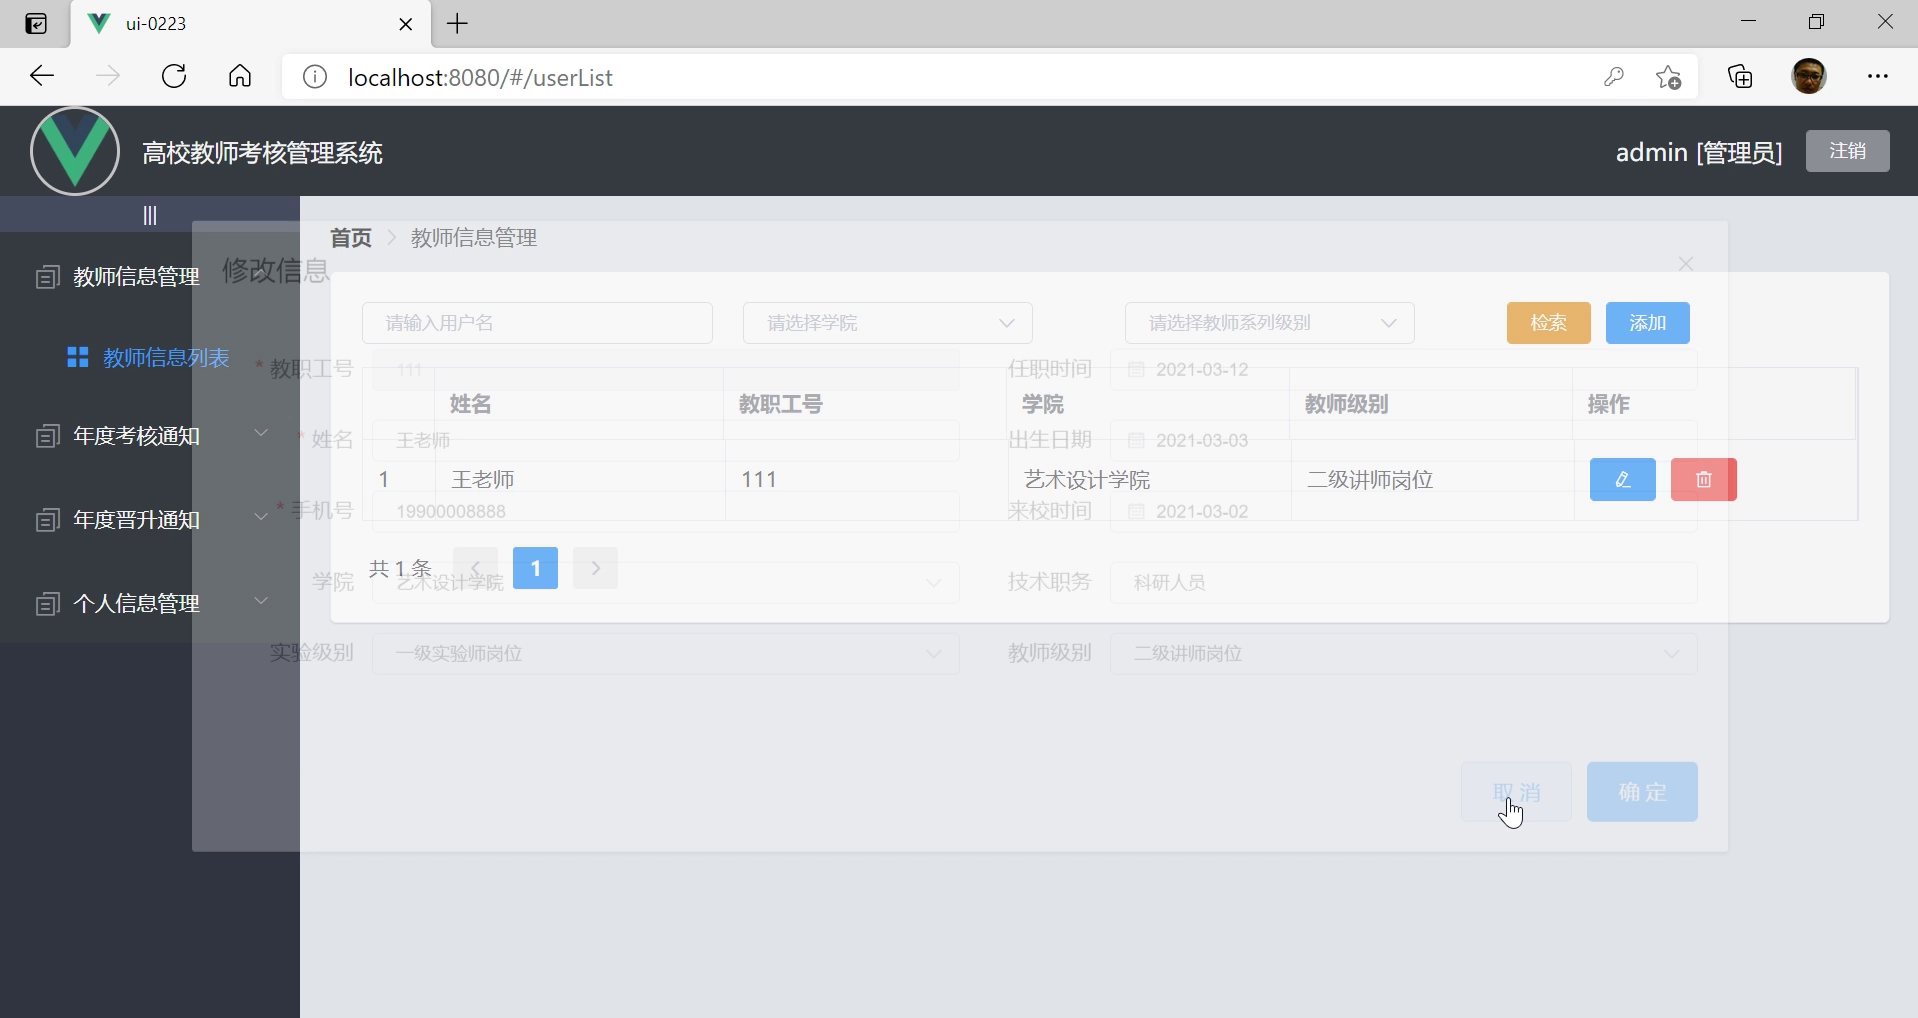 ui-0223
localhost:8080/#/userList
高校教师考核管理系统
admin [管理员]
注销
|||
首页 > 教师信息管理
教师信息管理
修改信息
请输入用户名
请选择学院
请选择教师系列级别
检索
添加
教师信息列表
* 教职工号
111
任职时间
2021-03-12
姓名
教职工号
学院
教师级别
操作
年度考核通知
* 姓名
王老师
出生日期
2021-03-03
1
王老师
111
艺术设计学院
二级讲师岗位
年度晋升通知
* 手机号
19900008888
来校时间
2021-03-02
共 1 条
1
学院
艺术设计学院
技术职务
科研人员
个人信息管理
实验级别
一级实验师岗位
教师级别
二级讲师岗位
取 消
确 定